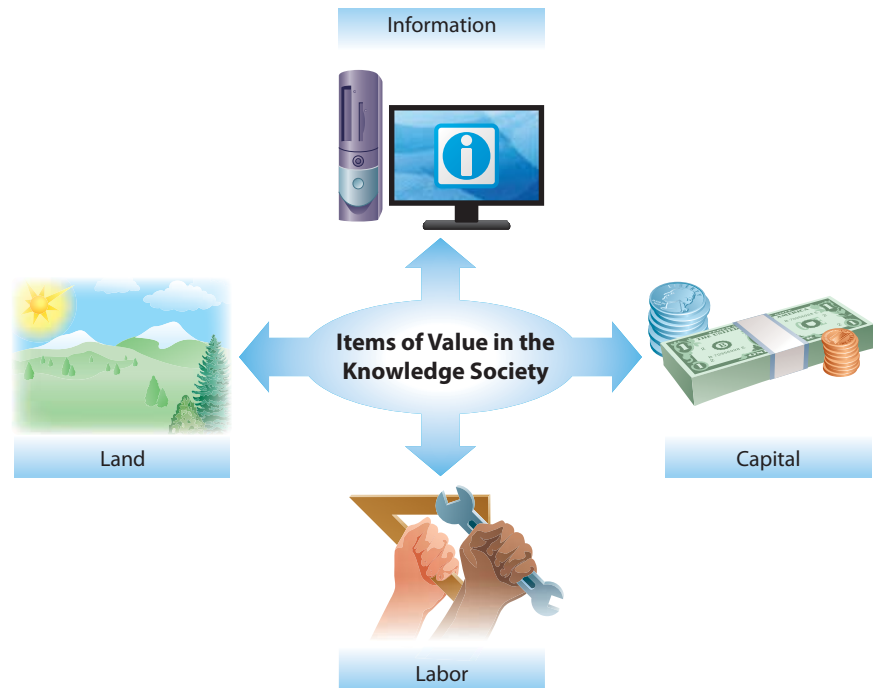 Information
Items of Value in the
Knowledge Society
Land
Capital
Labor